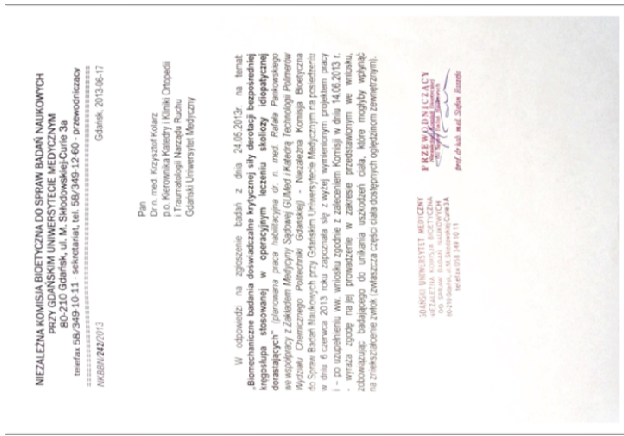 NIEZALEŻNA KOMISJA BIOETYCZNA DO SPRAW BADAŃ NAUKOWYCH
PRZY GDAŃSKIM UNIWERSYTECIE MEDYCZNYM
80-210 Gdańsk, ul. M. Skłodowskiej-Curie 3a
telefax 58/349-10-11 sekretariat, tel. 58/349-12-60 - przewodniczący
NKBBN/242/2013 Gdańsk, 2013-06-17
Pan
Dr n. med. Krzysztof Kolarz
p.o. Kierownika Katedry i Kliniki Ortopedii
i Traumatologii Narządu Ruchu
Gdański Uniwersytet Medyczny
W odpowiedzi na zgłoszenie badań z dnia 24.05.2013r. na temat
„Biomechaniczne badania doświadczalne krytycznej siły derotacji bezpośredniej
kręgosłupa stosowanej w operacyjnym leczeniu skoliozy idiopatycznej
dorastających” (planowana praca habilitacyjna dr. n. med. Rafała Pankowskiego
we współpracy z Zakładem Medycyny Sądowej GUMed i Katedrą Technologii Polimerów
Wydziału Chemicznego Politechniki Gdańskiej) - Niezależna Komisja Bioetyczna
do Spraw Badań Naukowych przy Gdańskim Uniwersytecie Medycznym na posiedzeniu
w dniu 6 czerwca 2013 roku zapoznała się z wyżej wymienionym projektem pracy
i - po uzupełnieniu ww. wniosku zgodnie z zaleceniem Komisji w dniu 14.06.2013 r.
- wyraża zgodę na jej prowadzenie w zakresie przedstawionym we wniosku,
zobowiązując badającego do unikania uszkodzeń ciała, które mogłyby wpłynąć
na zniekształcenie zwłok (zwłaszcza części ciała dostępnych oględzinom zewnętrznym).
GDAŃSKI UNIWERSYTET MEDYCZNY
NIEZALEŻNA KOMISJA BIOETYCZNA
DO SPRAW BADAŃ NAUKOWYCH
80-210 Gdańsk, ul. M. Skłodowskiej-Curie 3A
telefax 058 349 10 11
PRZEWODNICZĄCY
prof. dr hab. med. Stefan